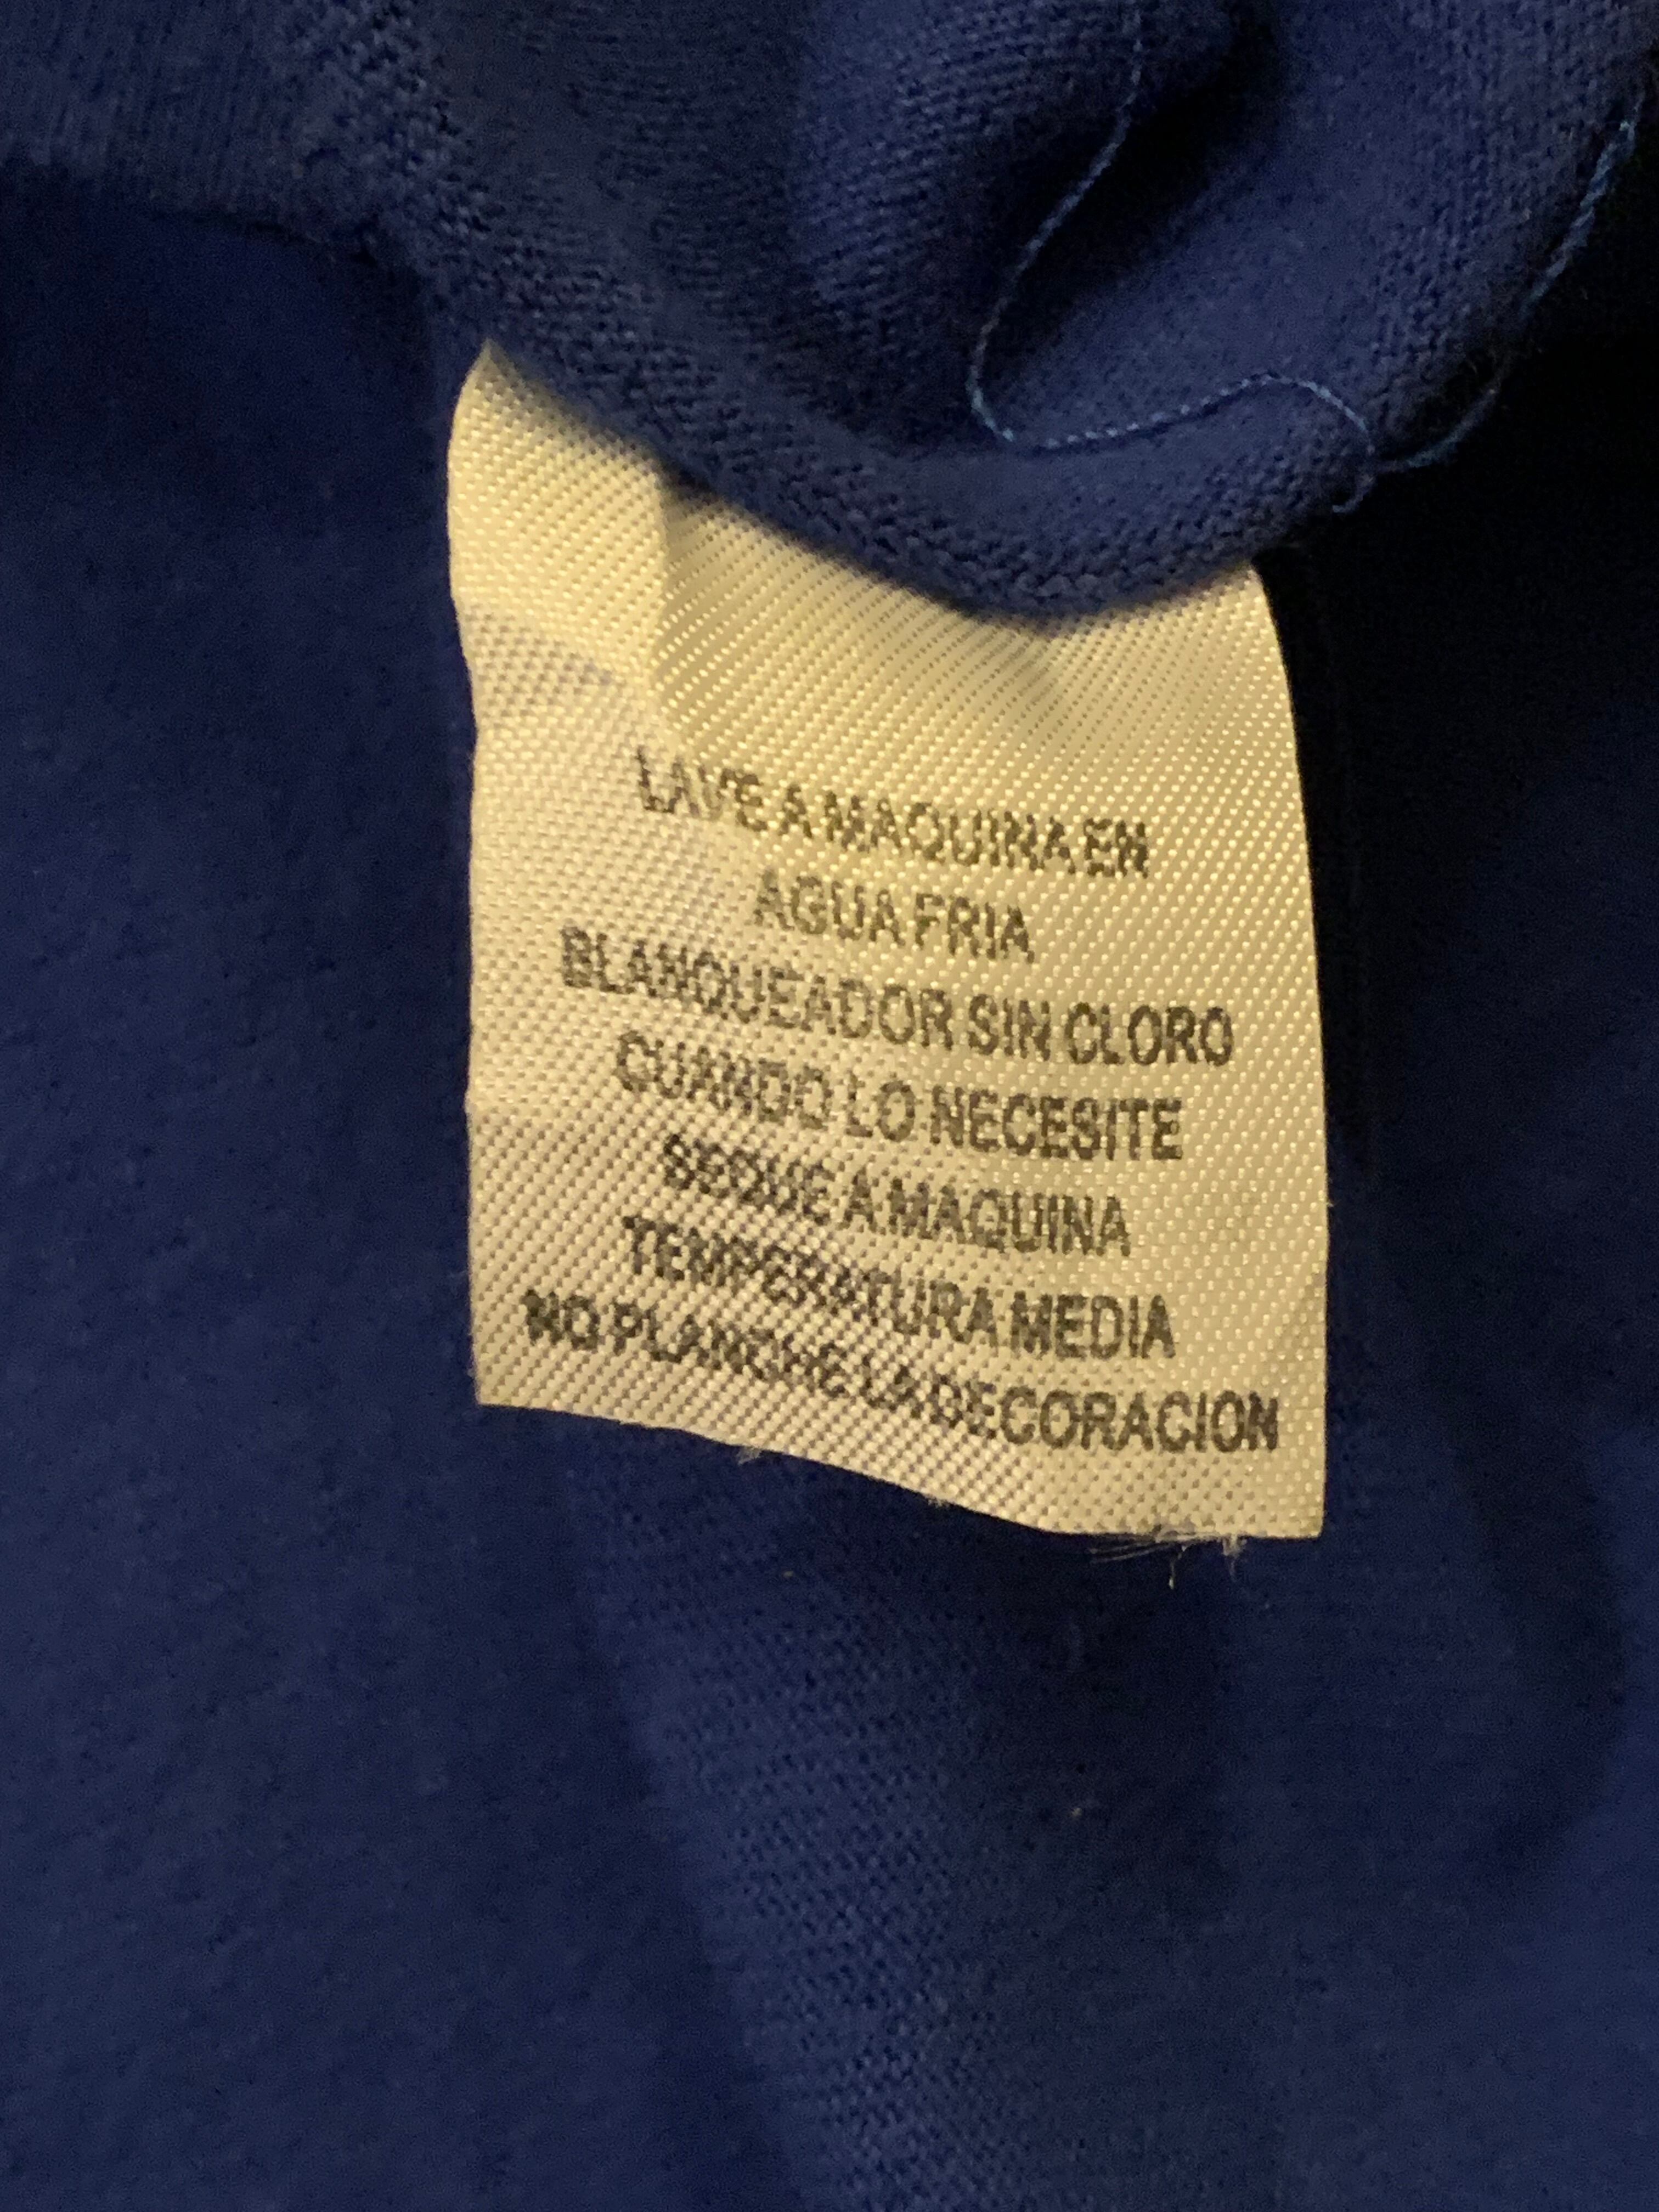 LAVE A MAQUINA EN
AGUA FRIA
BLANQUEADOR SIN CLORO
CUANDO LO NECESITE
SEQUE A MAQUINA
TEMPERATURA MEDIA
NO PLANCHE LA DECORACION